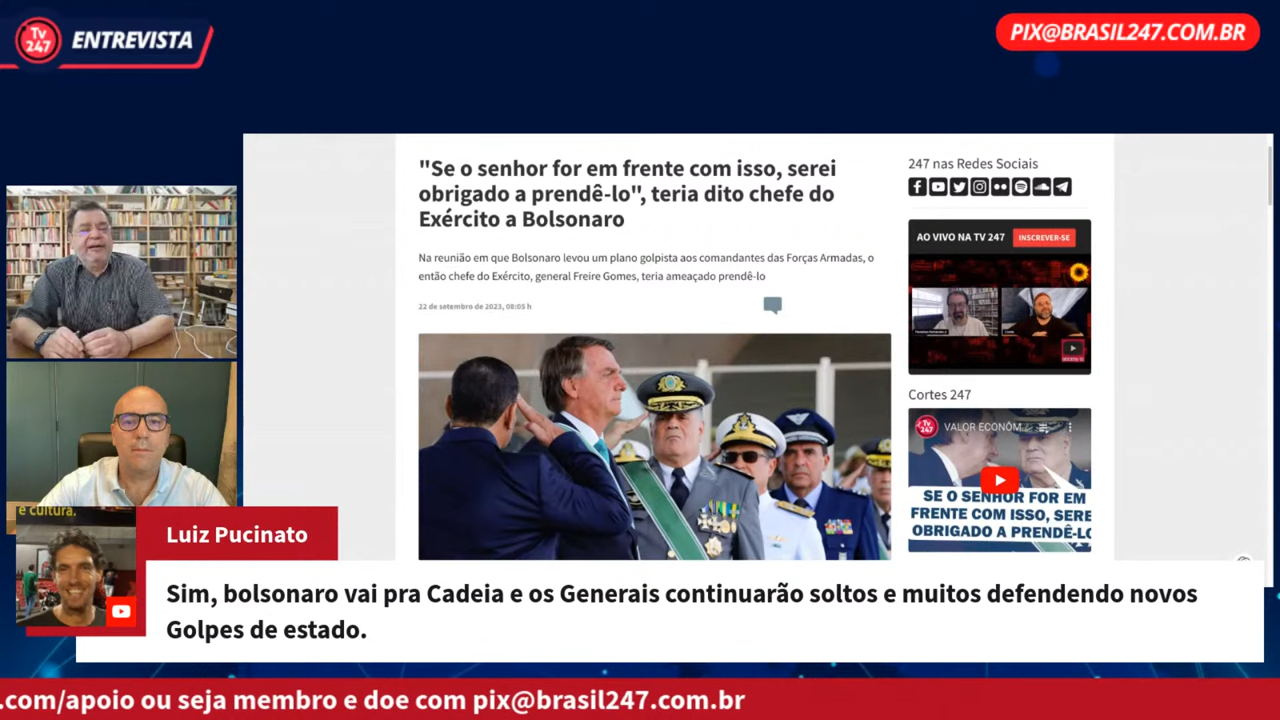 Tv
247
ENTREVISTA
PIX@BRASIL247.COM.BR
"Se o senhor for em frente com isso, serei
obrigado a prendê-lo", teria dito chefe do
Exército a Bolsonaro
Na reunião em que Bolsonaro levou um plano golpista aos comandantes das Forças Armadas, o
então chefe do Exército, general Freire Gomes, teria ameaçado prendê-lo
22 de setembro de 2023, 08:05 h
247 nas Redes Sociais
AO VIVO NA TV 247
INSCREVER-SE
Cortes 247
Tv
247
VALOR ECONÔM
SE O SENHOR FOR EM
FRENTE COM ISSO, SERE
OBRIGADO A PRENDÊ-LO
e cultura.
Luiz Pucinato
Sim, bolsonaro vai pra Cadeia e os Generais continuarão soltos e muitos defendendo novos
Golpes de estado.
.com/apoio ou seja membro e doe com pix@brasil247.com.br